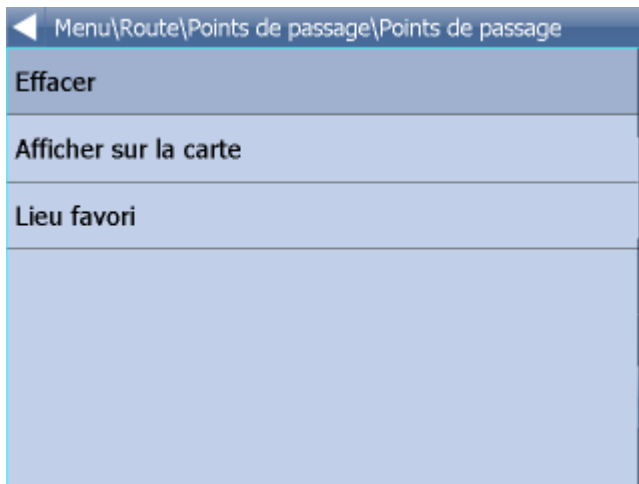 Menu\Route\Points de passage\Points de passage
Effacer
Afficher sur la carte
Lieu favori